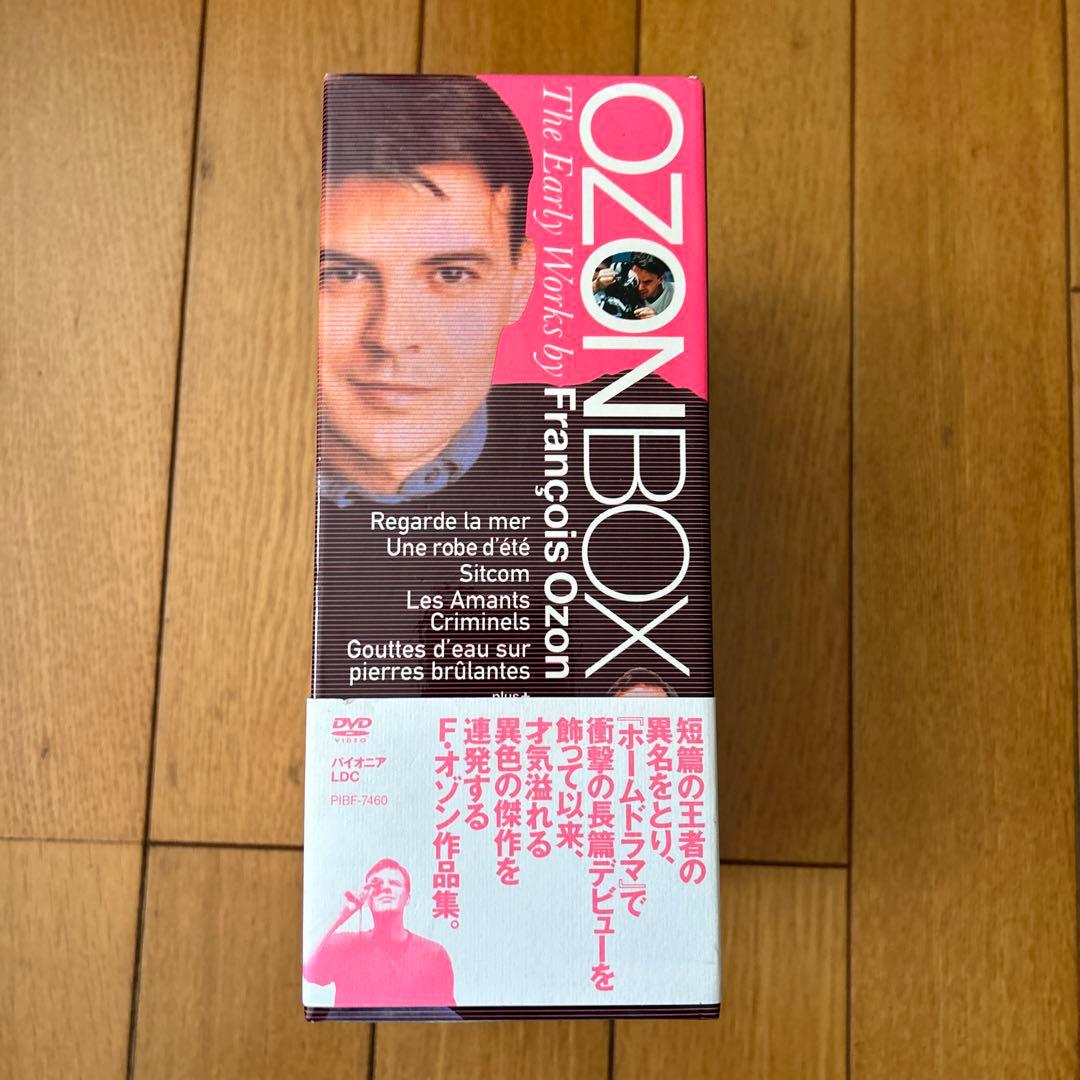 OZONBOX
The Early Works by François Ozon
Regarde la mer
Une robe d'été
Sitcom
Les Amants
Criminels
Gouttes d'eau sur
pierres brûlantes
plus+
DVD
VIDEO
パイオニア
LDC
PIBF-7460
短篇の王者の
異名をとり、
『ホームドラマ』で
衝撃の長篇デビューを
飾って以来、
才気溢れる
異色の傑作を
連発する
F・オゾン作品集。